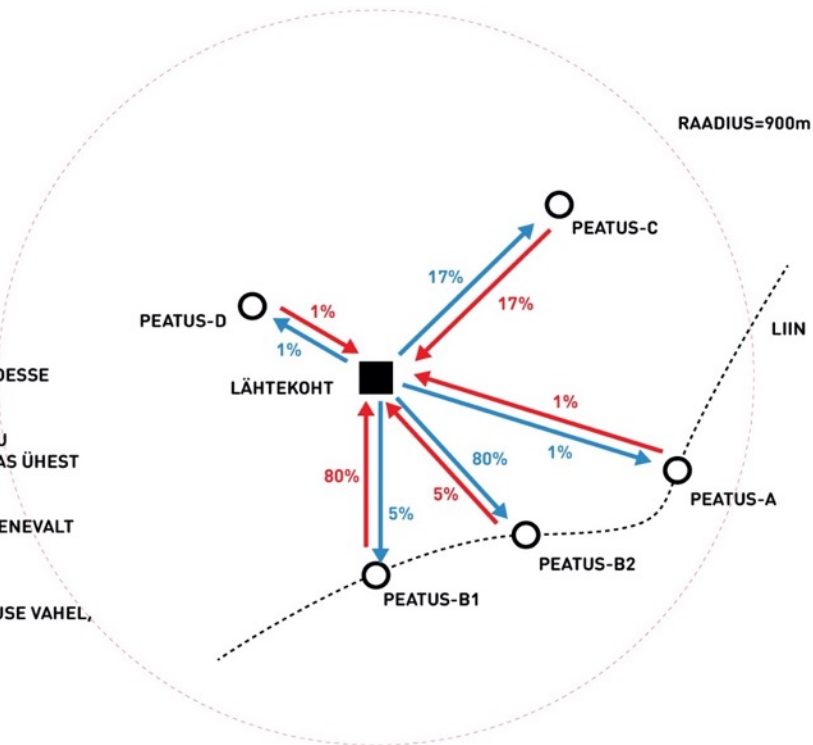 RAADIUS=900m
PEATUS-C
17%
17%
PEATUS-D
1%
1%
LIIN
DESSE
LÄHTEKOHT
1%
1%
U
AS ÜHEST
80%
80%
5%
5%
PEATUS-A
ENEVALT
PEATUS-B2
PEATUS-B1
USE VAHEL,